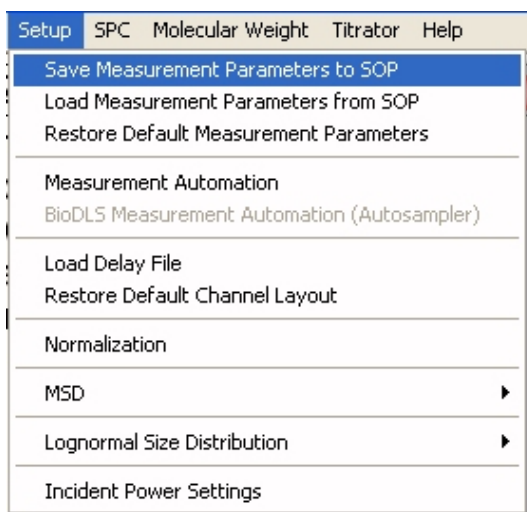 Setup SPC Molecular Weight Titrator Help
Save Measurement Parameters to SOP
Load Measurement Parameters from SOP
Restore Default Measurement Parameters
Measurement Automation
BioDLS Measurement Automation (Autosampler)
Load Delay File
Restore Default Channel Layout
Normalization
MSD
Lognormal Size Distribution
Incident Power Settings